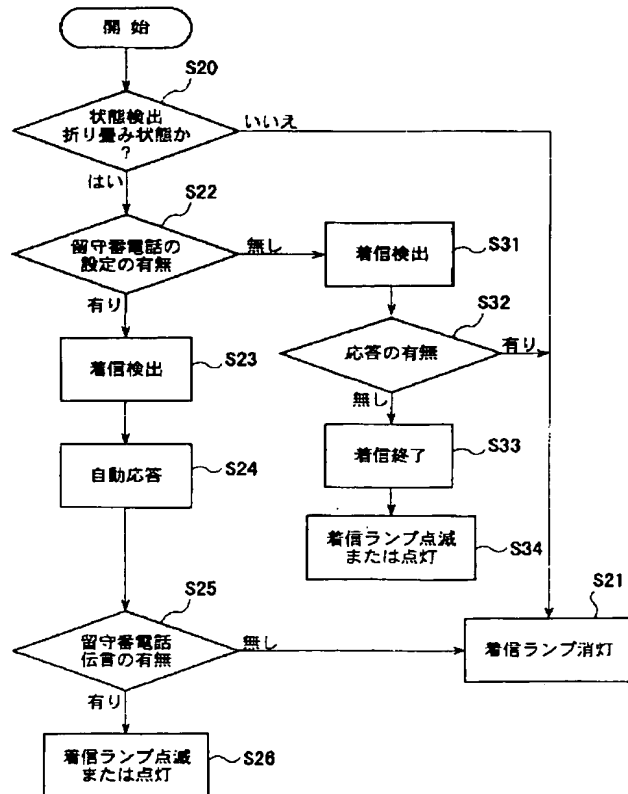 開始
S20
状態検出
折り畳み状態か
?
いいえ
はい
S22
留守番電話の
設定の有無
無し
有り
着信検出
S31
S32
応答の有無
有り
無し
着信検出
S23
着信終了
S33
自動応答
S24
着信ランプ点滅
または点灯
S34
S25
留守番電話
伝言の有無
無し
有り
S21
着信ランプ消灯
着信ランプ点滅
または点灯
S26